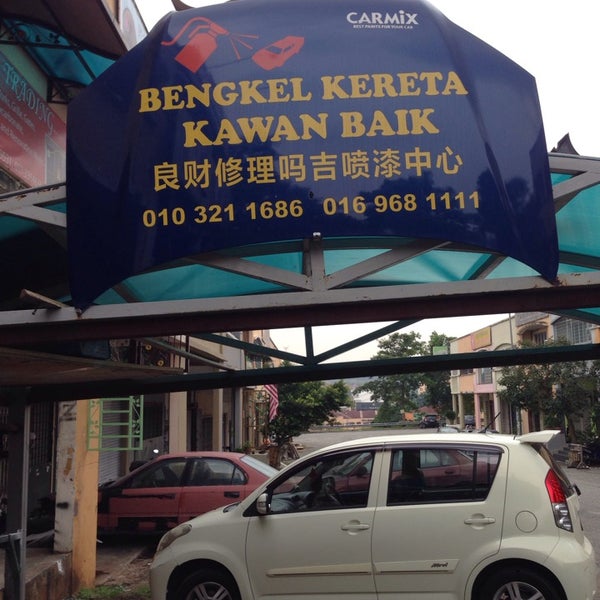 CARMiX
BEST PAINTS FOR YOUR CAR
BENGKEL KERETA
KAWAN BAIK
良财修理吗吉喷漆中心
010 321 1686 016 968 1111
TRADING